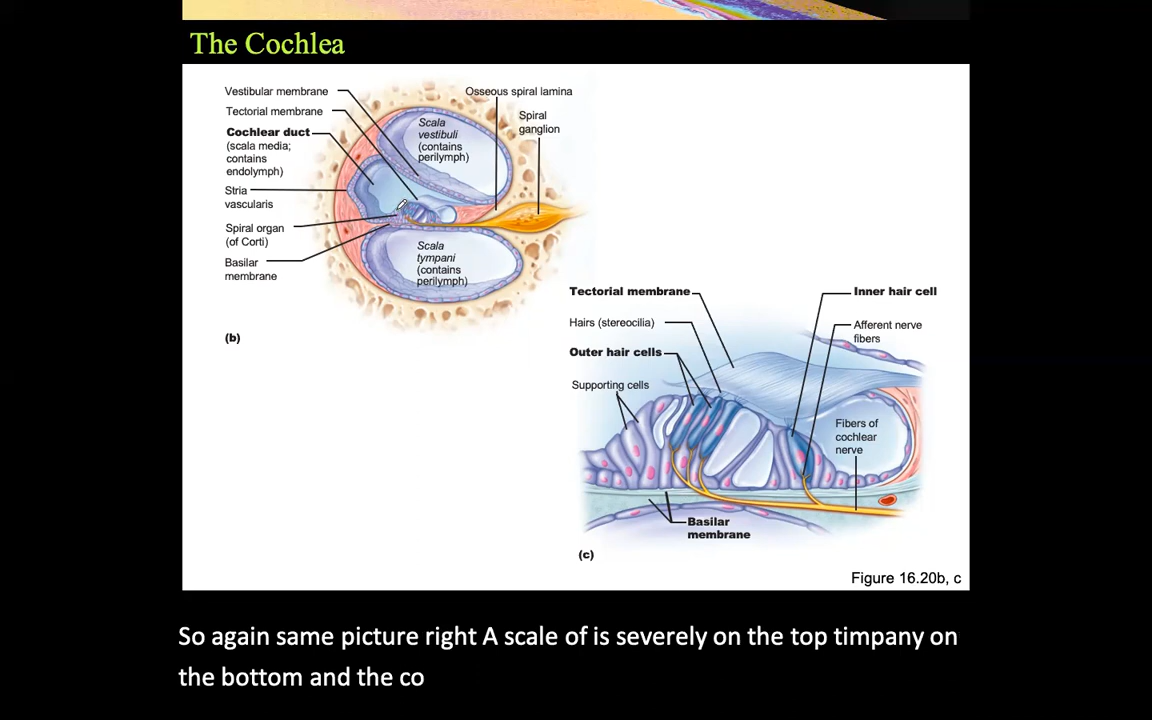 The Cochlea
Vestibular membrane
Tectorial membrane
Cochlear duct
(scala media;
contains
endolymph)
Stria
vascularis
Spiral organ
(of Corti)
Basilar
membrane
Osseous spiral lamina
Spiral
ganglion
Scala
vestibuli
(contains
perilymph)
Scala
tympani
(contains
perilymph)
(b)
Tectorial membrane
Hairs (stereocilia)
Outer hair cells
Supporting cells
Inner hair cell
Afferent nerve
fibers
Fibers of
cochlear
nerve
Basilar
membrane
(c)
Figure 16.20b, c
So again same picture right A scale of is severely on the top timpany on
the bottom and the co